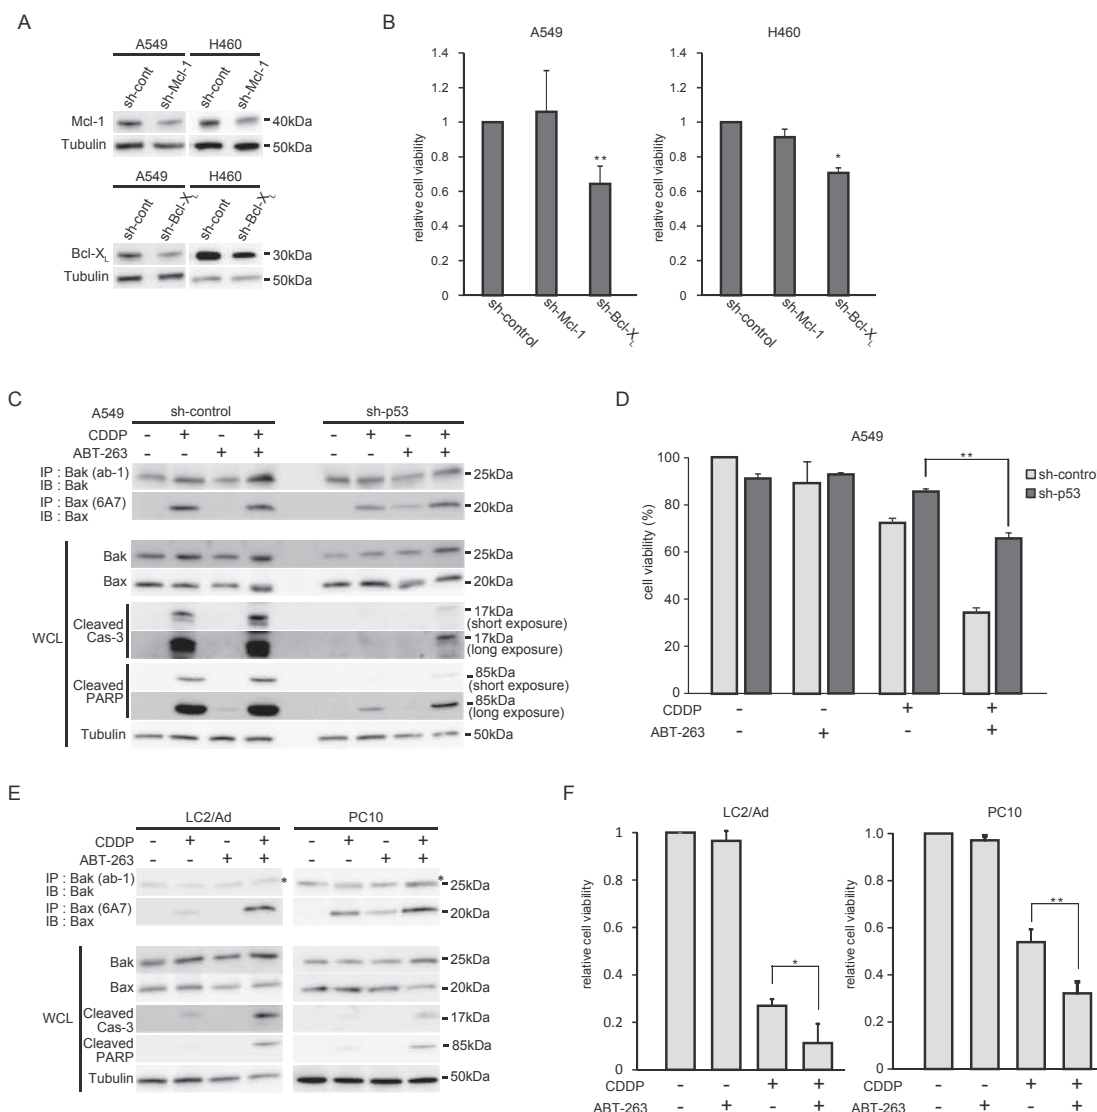 A
A549 H460
sh-cont sh-Mcl-1 sh-cont sh-Mcl-1
Mcl-1 40kDa
Tubulin 50kDa
A549 H460
sh-cont sh-Bcl-XL sh-cont sh-Bcl-XL
Bcl-XL 30kDa
Tubulin 50kDa
B
A549
relative cell viability
1.4
1.2
1
0.8
0.6
0.4
0.2
0
**
sh-control sh-Mcl-1 sh-Bcl-XL
H460
relative cell viability
1.4
1.2
1
0.8
0.6
0.4
0.2
0
*
sh-control sh-Mcl-1 sh-Bcl-XL
C
A549 sh-control sh-p53
CDDP - + - + - + - +
ABT-263 - - + + - - + +
IP : Bak (ab-1)
IB : Bak
25kDa
IP : Bax (6A7)
IB : Bax
20kDa
WCL
Bak 25kDa
Bax 20kDa
Cleaved
Cas-3
17kDa
(short exposure)
17kDa
(long exposure)
Cleaved
PARP
85kDa
(short exposure)
85kDa
(long exposure)
Tubulin 50kDa
D
A549
cell viability (%)
100
80
60
40
20
0
**
sh-control
sh-p53
CDDP - - + +
ABT-263 - + - +
E
LC2/Ad PC10
CDDP - + - + - + - +
ABT-263 - - + + - - + +
IP : Bak (ab-1)
IB : Bak
* *
25kDa
IP : Bax (6A7)
IB : Bax
20kDa
WCL
Bak 25kDa
Bax 20kDa
Cleaved
Cas-3
17kDa
Cleaved
PARP
85kDa
Tubulin 50kDa
F
LC2/Ad
relative cell viability
1
0.8
0.6
0.4
0.2
0
*
CDDP - - + +
ABT-263 - + - +
PC10
relative cell viability
1.0
0.8
0.6
0.4
0.2
0
**
CDDP - - + +
ABT-263 - + - +